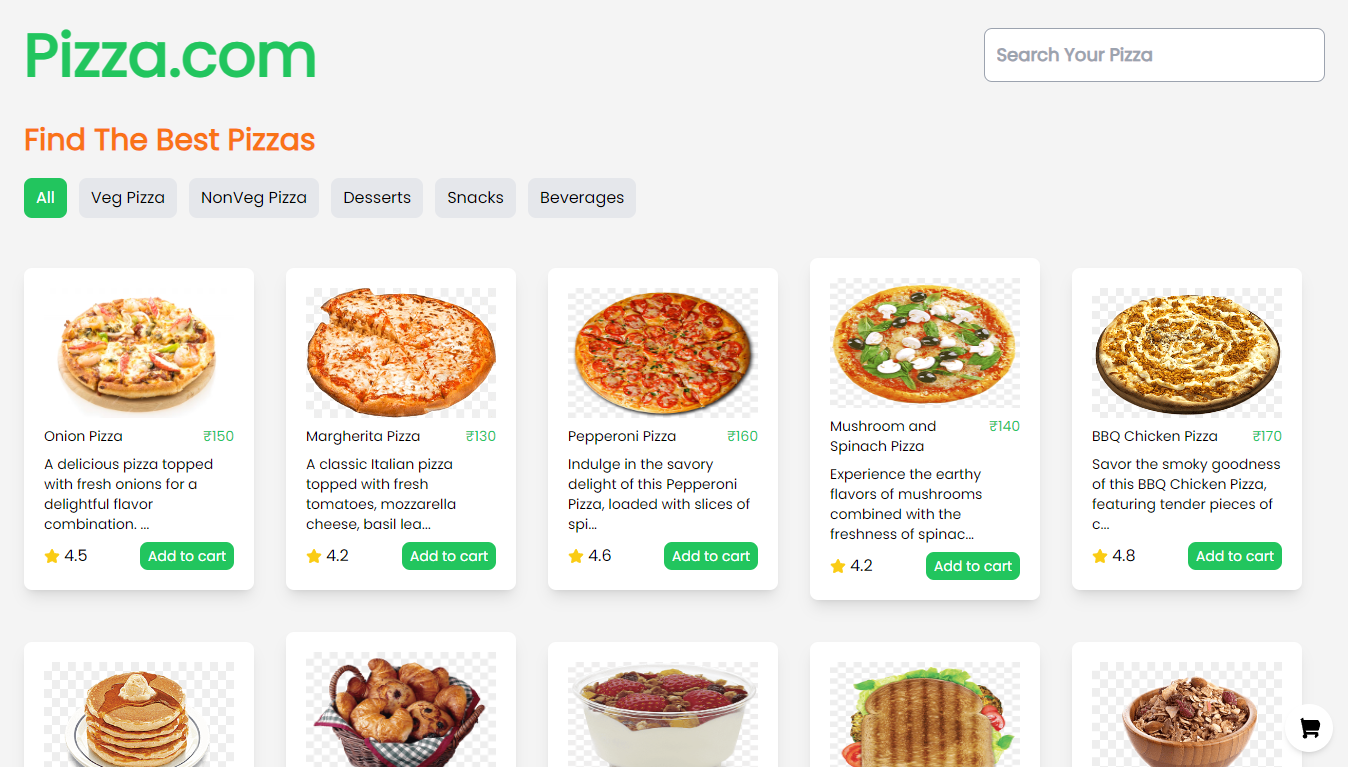 Pizza.com
Search Your Pizza
Find The Best Pizzas
All
Veg Pizza
NonVeg Pizza
Desserts
Snacks
Beverages
Onion Pizza
₹150
A delicious pizza topped
with fresh onions for a
delightful flavor
combination. ...
4.5
Add to cart
Margherita Pizza
₹130
A classic Italian pizza
topped with fresh
tomatoes, mozzarella
cheese, basil lea...
4.2
Add to cart
Pepperoni Pizza
₹160
Indulge in the savory
delight of this Pepperoni
Pizza, loaded with slices of
spi...
4.6
Add to cart
Mushroom and
Spinach Pizza
₹140
Experience the earthy
flavors of mushrooms
combined with the
freshness of spinac...
4.2
Add to cart
BBQ Chicken Pizza
₹170
Savor the smoky goodness
of this BBQ Chicken Pizza,
featuring tender pieces of
c...
4.8
Add to cart